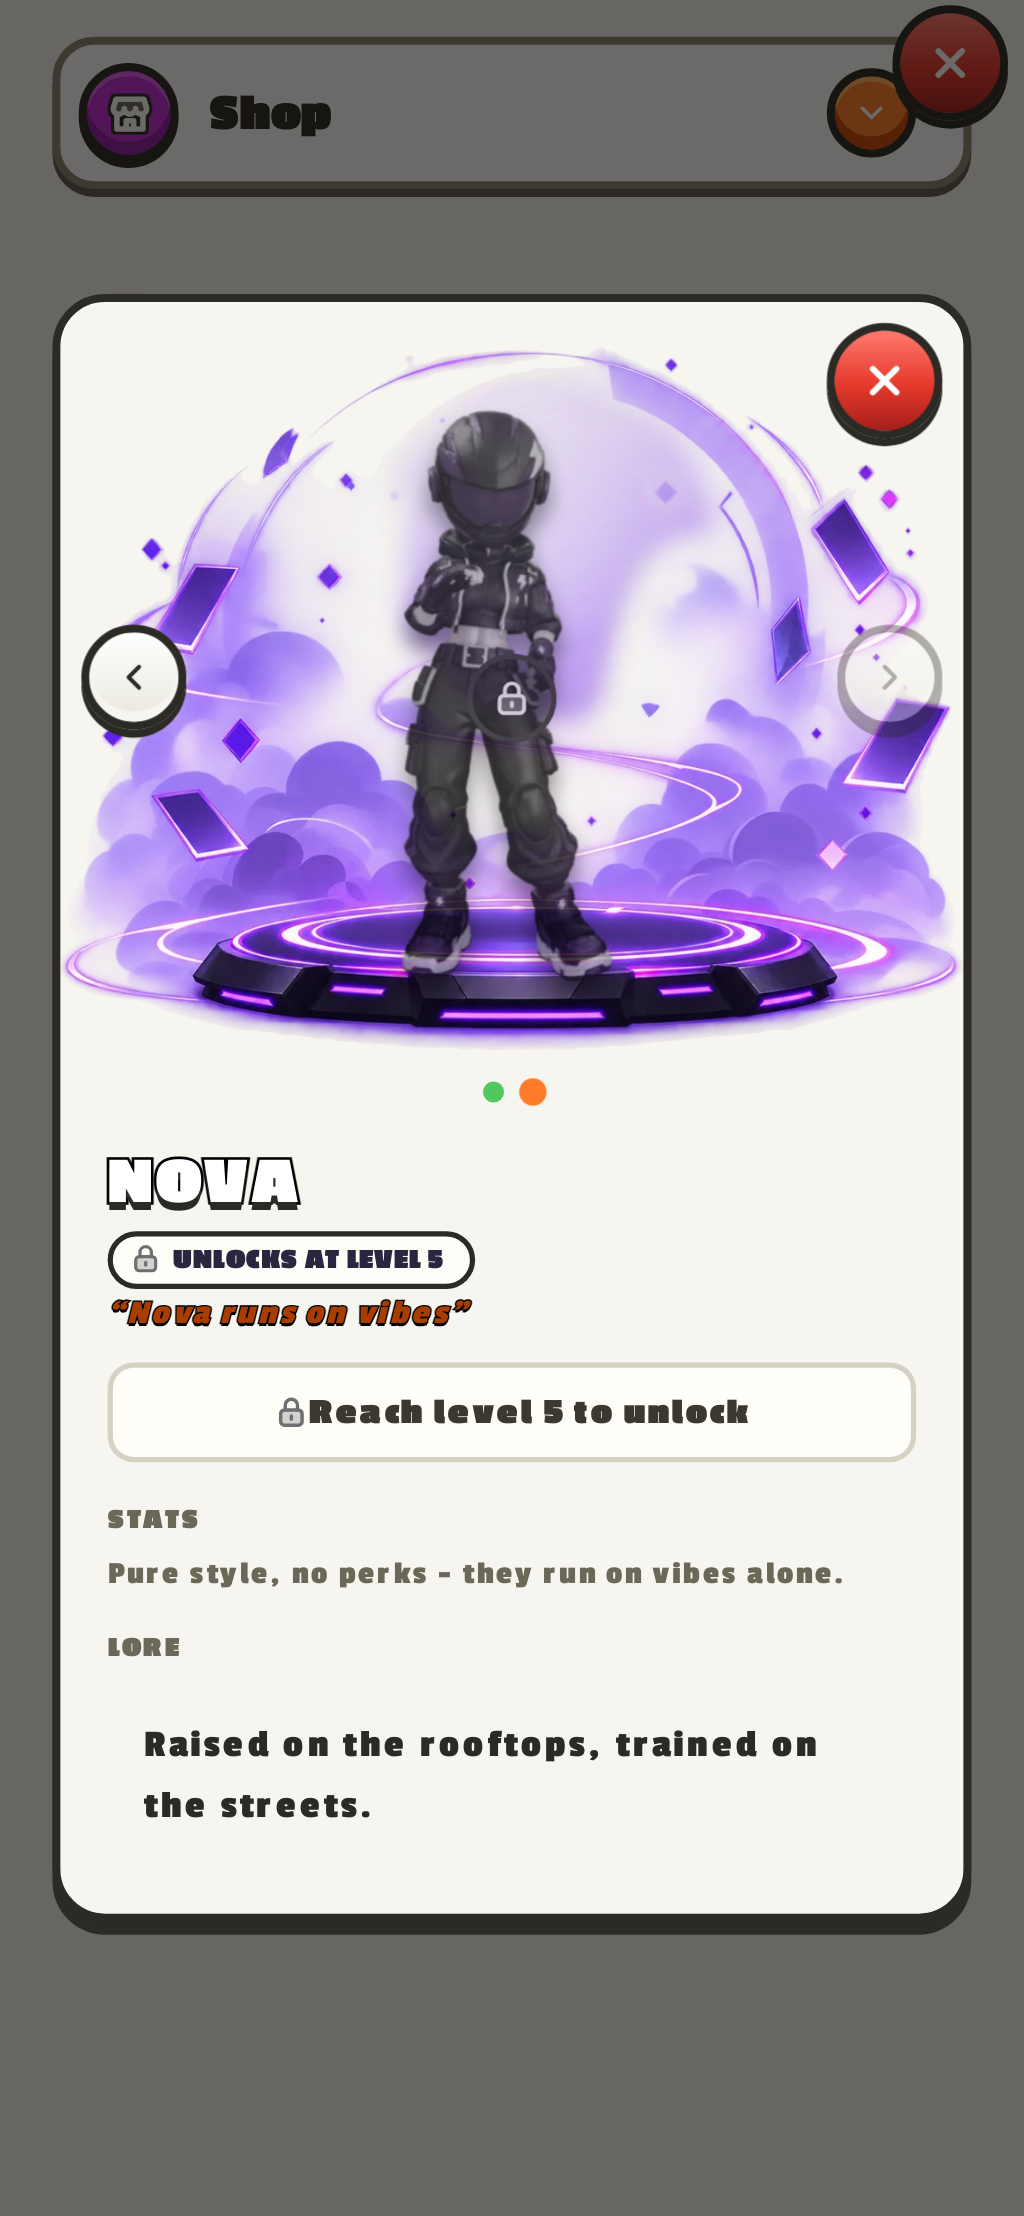 Shop
NOVA
UNLOCKS AT LEVEL 5
“Nova runs on vibes”
Reach level 5 to unlock
STATS
Pure style, no perks - they run on vibes alone.
LORE
Raised on the rooftops, trained on
the streets.